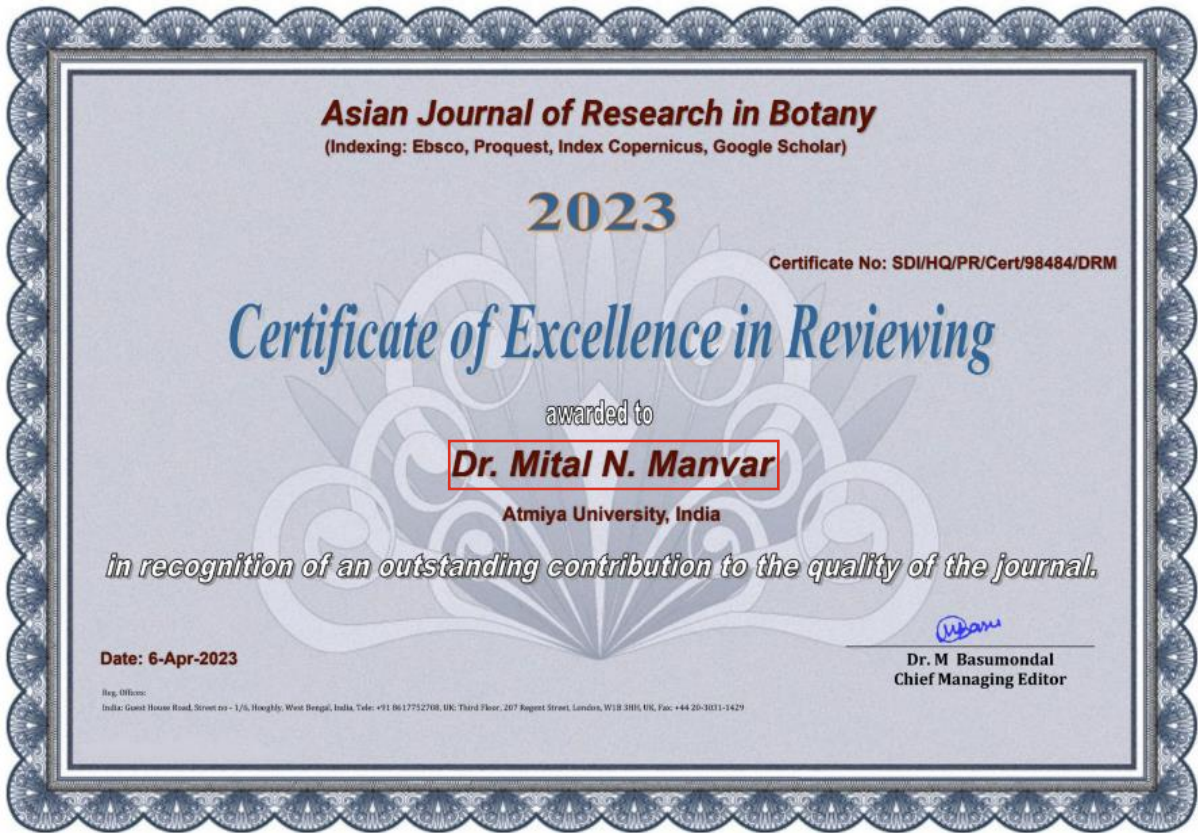 Asian Journal of Research in Botany
(Indexing: Ebsco, Proquest, Index Copernicus, Google Scholar)
2023
Certificate No: SDI/HQ/PR/Cert/98484/DRM
Certificate of Excellence in Reviewing
awarded to
Dr. Mital N. Manvar
Atmiya University, India
in recognition of an outstanding contribution to the quality of the journal.
MBasu
Date: 6-Apr-2023
Dr. M Basumondal
Chief Managing Editor
Reg. Offices:
India: Guest House Road, Street no - 1/6, Hooghly, West Bengal, India, Tele: +91 8617752708, UK: Third Floor, 207 Regent Street, London, W1B 3HH, UK, Fax: +44 20-3031-1429